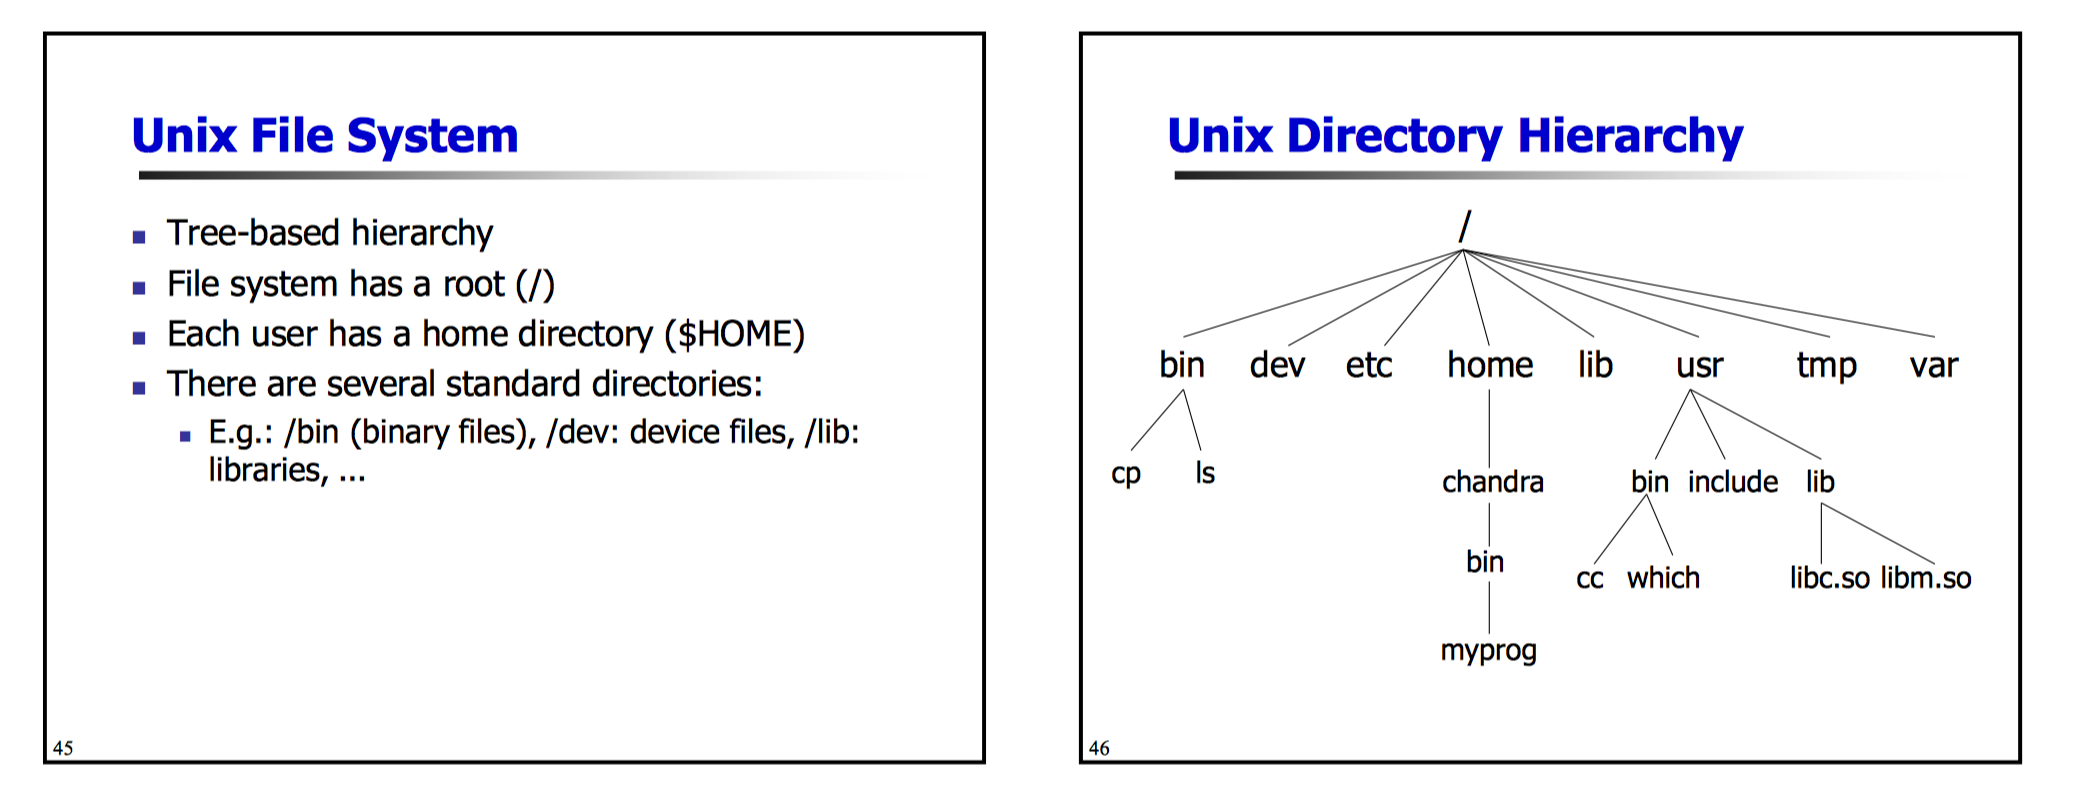 Unix File System
Tree-based hierarchy
File system has a root (/)
Each user has a home directory ($HOME)
There are several standard directories:
E.g.: /bin (binary files), /dev: device files, /lib:
libraries, ...
45
Unix Directory Hierarchy
/
bin dev etc home lib usr tmp var
cp ls chandra bin include lib
bin
cc which libc.so libm.so
myprog
46